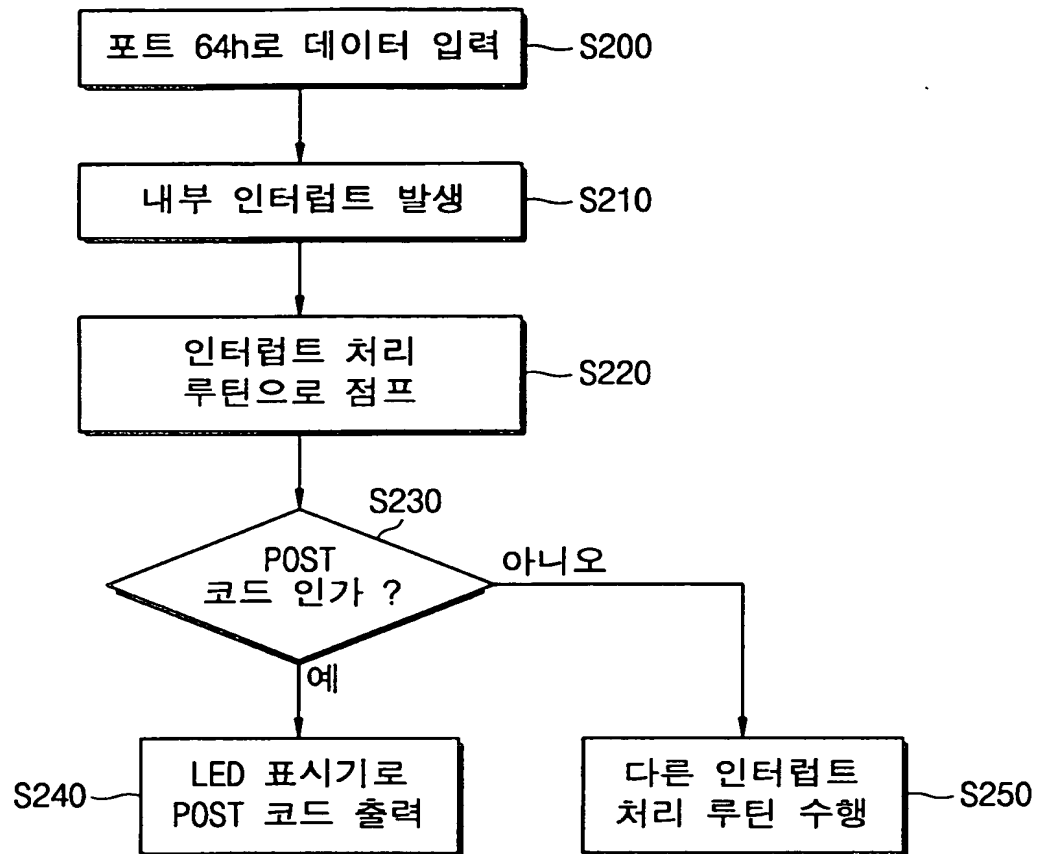 포트 64h로 데이터 입력
S200
내부 인터럽트 발생
S210
인터럽트 처리
루틴으로 점프
S220
S230
POST
코드 인가 ?
아니오
예
LED 표시기로
POST 코드 출력
S240
다른 인터럽트
처리 루틴 수행
S250